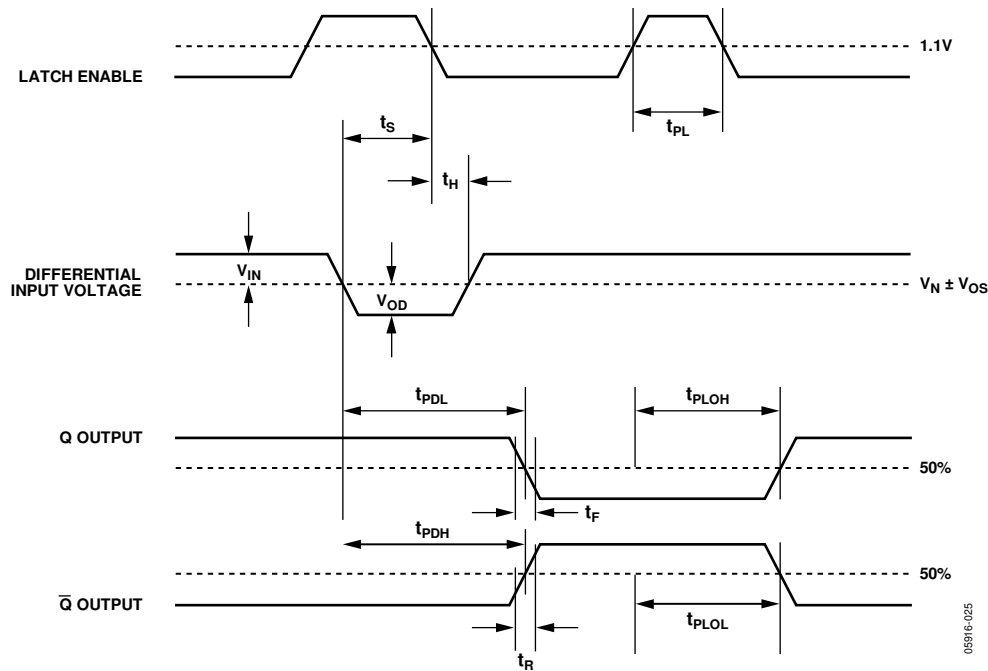 1.1V
LATCH ENABLE
tS
tPL
tH
VIN
DIFFERENTIAL
INPUT VOLTAGE
VOD
VN ± VOS
tPDL
tPLOH
Q OUTPUT
50%
tF
tPDH
50%
Q̅ OUTPUT
tPLOL
tR
05916-025